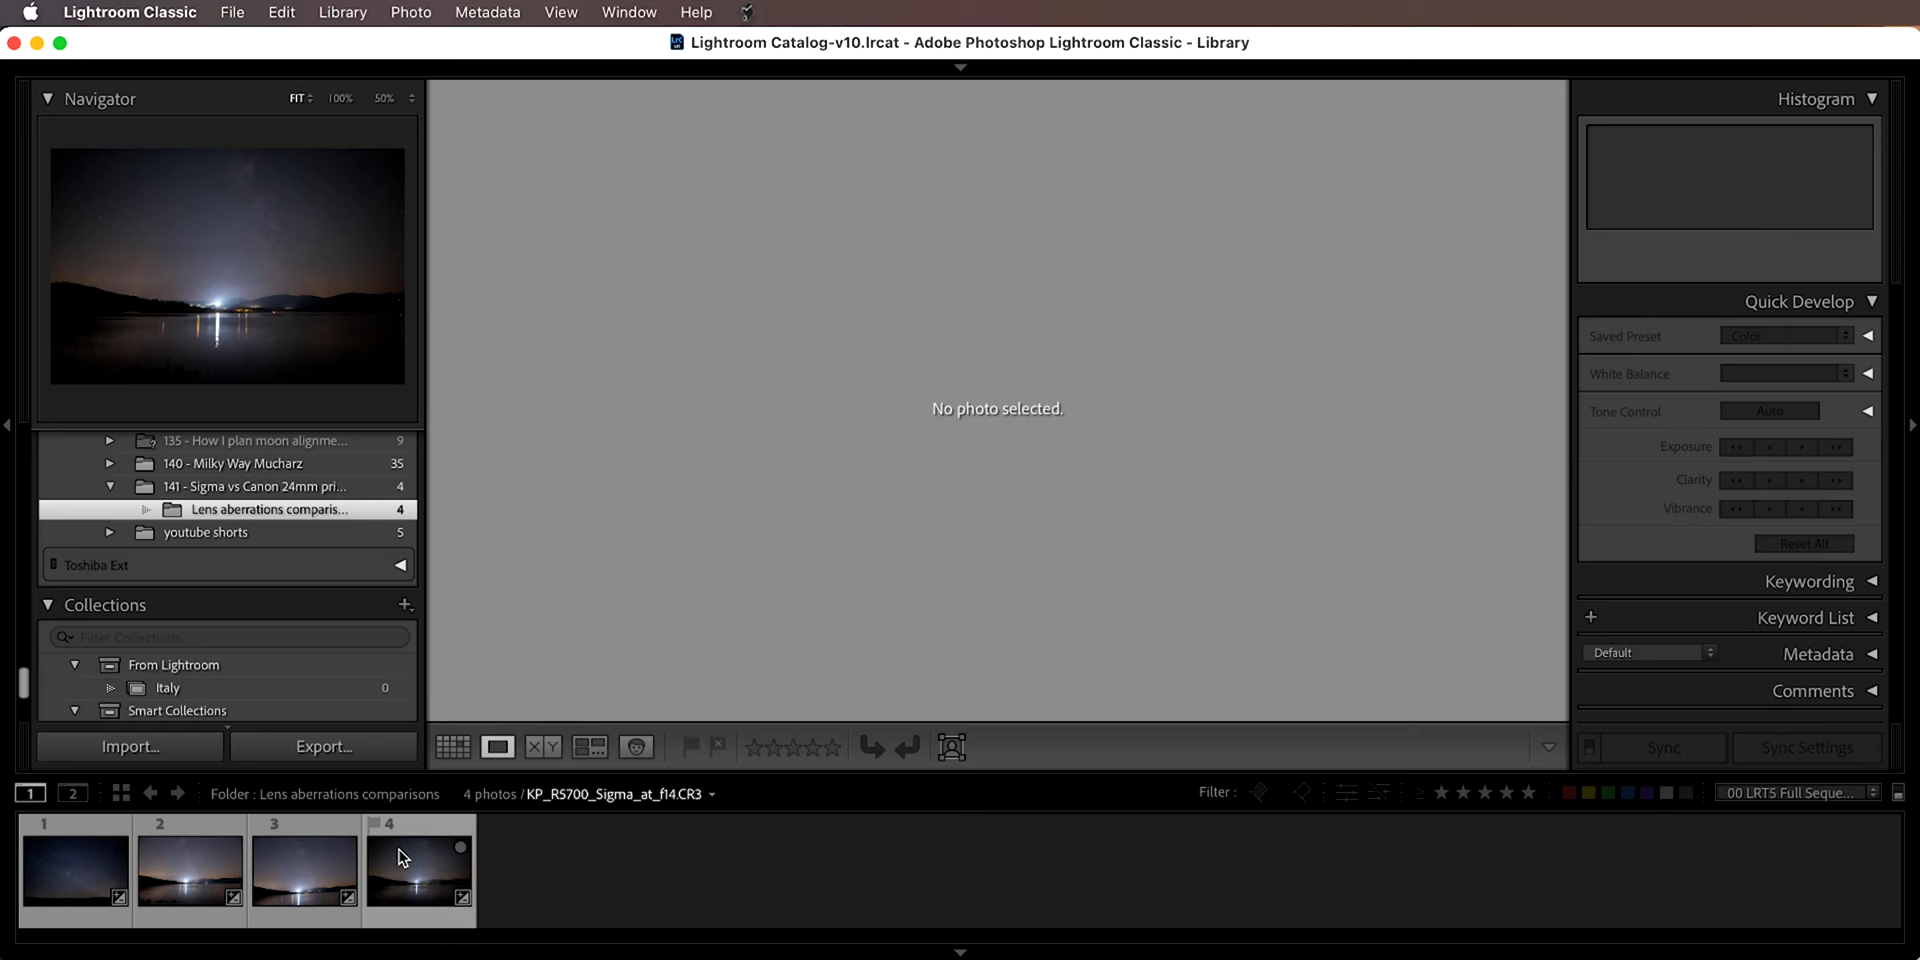 Lightroom Classic File Edit Library Photo Metadata View Window Help
Lightroom Catalog-v10.lrcat - Adobe Photoshop Lightroom Classic - Library
Navigator FIT 100% 50%
135 - How I plan moon alignme... 9
140 - Milky Way Mucharz 35
141 - Sigma vs Canon 24mm pri... 4
Lens aberrations comparis... 4
youtube shorts 5
Toshiba Ext
Collections
Filter Collections
From Lightroom
Italy 0
Smart Collections
Import... Export...
No photo selected.
Histogram
Quick Develop
Saved Preset Color
White Balance
Tone Control Auto
Exposure
Clarity
Vibrance
Reset All
Keywording
Keyword List
Default Metadata
Comments
Sync Sync Settings
X Y
1 2 Folder : Lens aberrations comparisons 4 photos / KP_R5700_Sigma_at_f14.CR3 Filter : ≥ 00 LRT5 Full Seque...
1 2 3 4